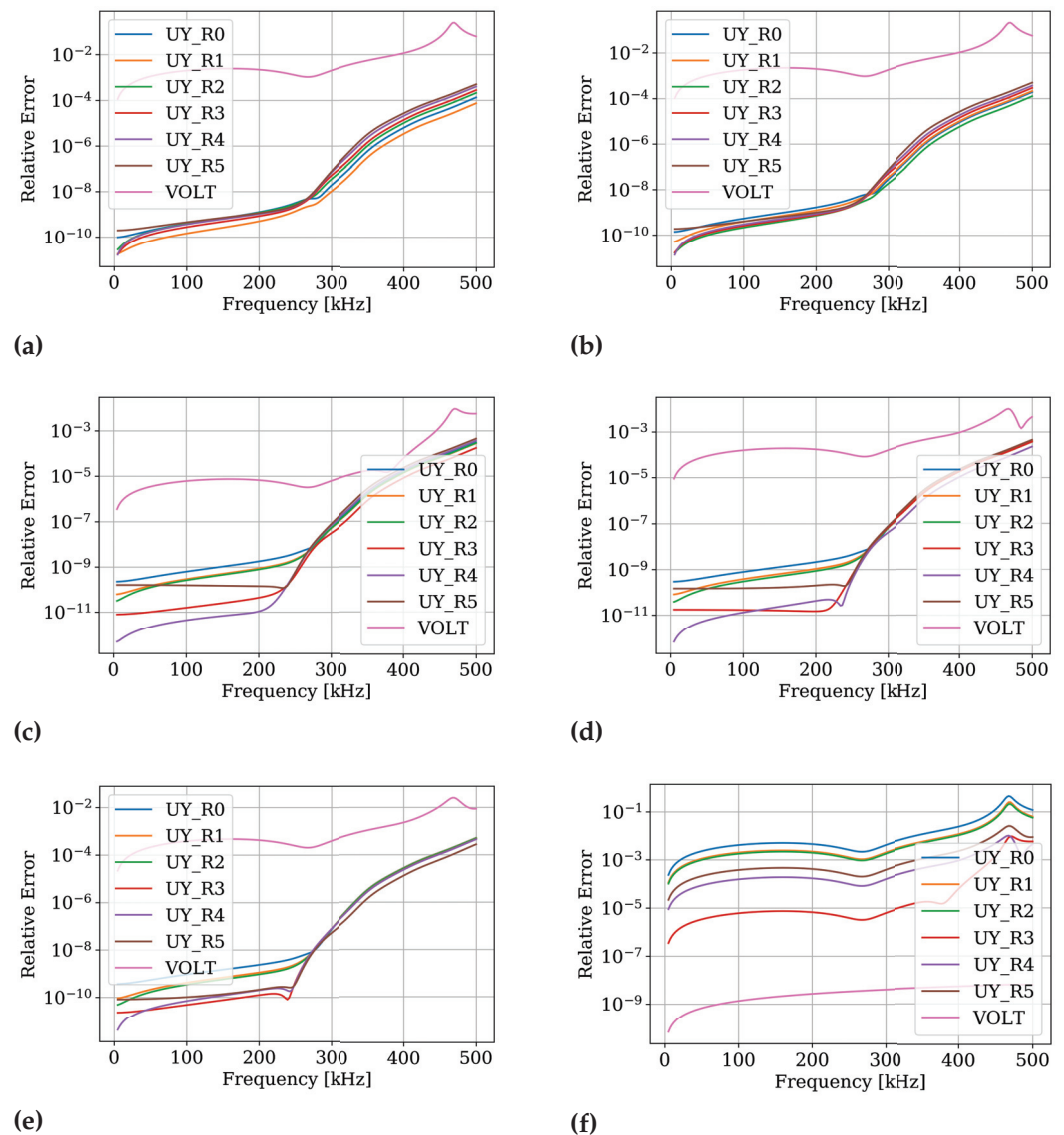 UY_R0
UY_R1
UY_R2
UY_R3
UY_R4
UY_R5
VOLT
10⁻²
10⁻⁴
10⁻⁶
10⁻⁸
10⁻¹⁰
Relative Error
0 100 200 300 400 500
Frequency [kHz]
(a)
UY_R0
UY_R1
UY_R2
UY_R3
UY_R4
UY_R5
VOLT
10⁻²
10⁻⁴
10⁻⁶
10⁻⁸
10⁻¹⁰
Relative Error
0 100 200 300 400 500
Frequency [kHz]
(b)
10⁻³
10⁻⁵
10⁻⁷
10⁻⁹
10⁻¹¹
Relative Error
UY_R0
UY_R1
UY_R2
UY_R3
UY_R4
UY_R5
VOLT
0 100 200 300 400 500
Frequency [kHz]
(c)
10⁻³
10⁻⁵
10⁻⁷
10⁻⁹
10⁻¹¹
Relative Error
UY_R0
UY_R1
UY_R2
UY_R3
UY_R4
UY_R5
VOLT
0 100 200 300 400 500
Frequency [kHz]
(d)
UY_R0
UY_R1
UY_R2
UY_R3
UY_R4
UY_R5
VOLT
10⁻²
10⁻⁴
10⁻⁶
10⁻⁸
10⁻¹⁰
Relative Error
0 100 200 300 400 500
Frequency [kHz]
(e)
10⁻¹
10⁻³
10⁻⁵
10⁻⁷
10⁻⁹
Relative Error
UY_R0
UY_R1
UY_R2
UY_R3
UY_R4
UY_R5
VOLT
0 100 200 300 400 500
Frequency [kHz]
(f)